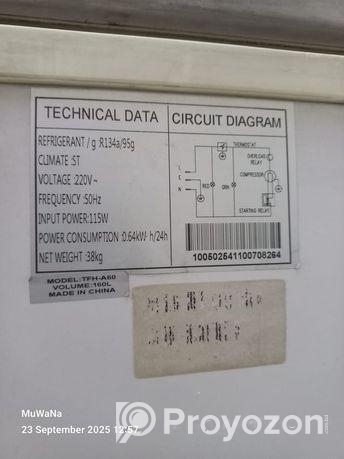 TECHNICAL DATA
REFRIGERANT / g :R134a/95g
CLIMATE :ST
VOLTAGE :220V~
FREQUENCY :50Hz
INPUT POWER:115W
POWER CONSUMPTION :0.64kW·h/24h
NET WEIGHT :38kg
CIRCUIT DIAGRAM
THERMOSTAT
OVERLOAD
RELAY
COMPRESSOR
L
E
N
RED
GRN
STARTING RELAY
100502541100708264
MODEL:TFH-A60
VOLUME:160L
MADE IN CHINA
MuWaNa
23 September 2025 12:57
Proyozon